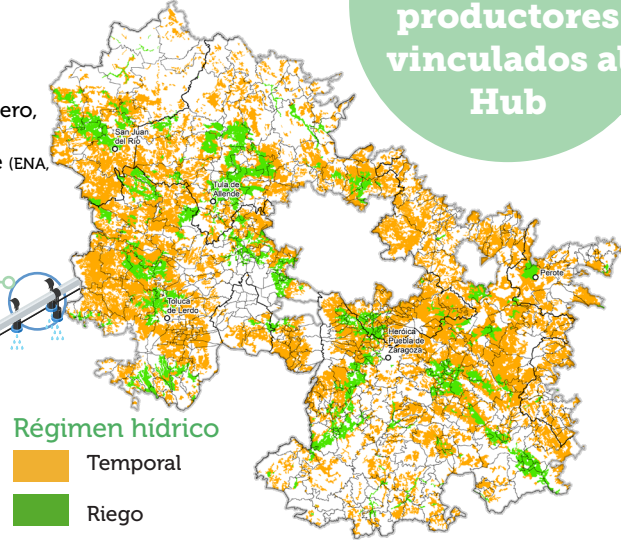 productores
vinculados al
Hub
ero,
(ENA,
San Juan
del Río
Tula de
Allende
Toluca
de Lerdo
Perote
Heróica
Puebla de
Zaragoza
Régimen hídrico
Temporal
Riego